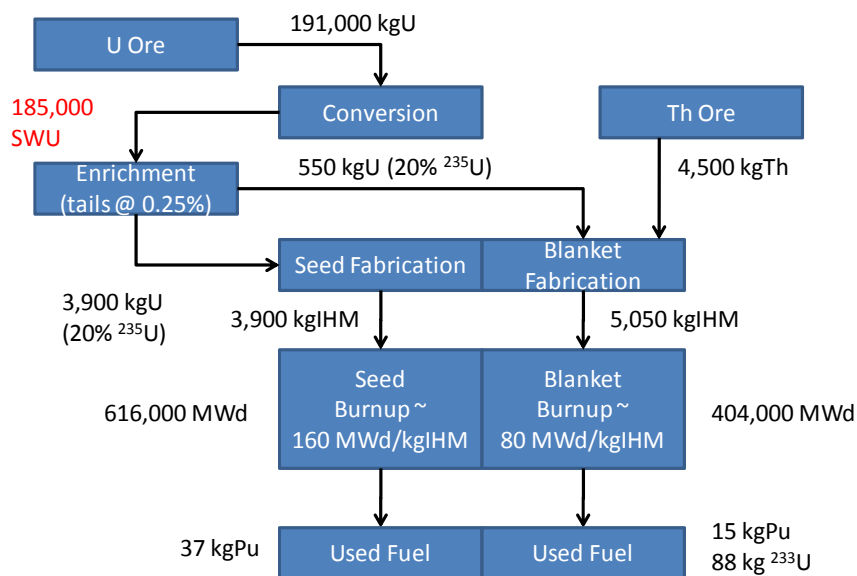 191,000 kgU
U Ore
185,000
SWU
Conversion
Th Ore
Enrichment
(tails @ 0.25%)
550 kgU (20% ²³⁵U)
4,500 kgTh
Seed Fabrication
Blanket
Fabrication
3,900 kgU
(20% ²³⁵U)
3,900 kgIHM
5,050 kgIHM
616,000 MWd
Seed
Burnup ~
160 MWd/kgIHM
Blanket
Burnup ~
80 MWd/kgIHM
404,000 MWd
37 kgPu
Used Fuel
Used Fuel
15 kgPu
88 kg ²³³U